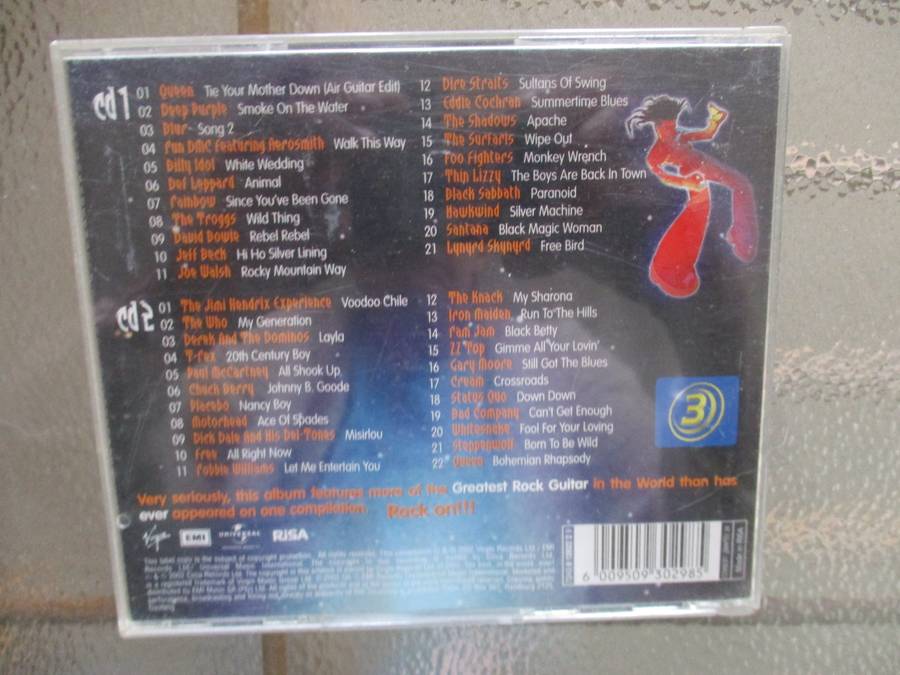 cd 1
01 Queen Tie Your Mother Down (Air Guitar Edit)
02 Deep Purple Smoke On The Water
03 Blur Song 2
04 Run DMC Featuring Aerosmith Walk This Way
05 Billy Idol White Wedding
06 Def Leppard Animal
07 Rainbow Since You've Been Gone
08 The Troggs Wild Thing
09 David Bowie Rebel Rebel
10 Jeff Beck Hi Ho Silver Lining
11 Joe Walsh Rocky Mountain Way
12 Dire Straits Sultans Of Swing
13 Eddie Cochran Summertime Blues
14 The Shadows Apache
15 The Surfaris Wipe Out
16 Foo Fighters Monkey Wrench
17 Thin Lizzy The Boys Are Back In Town
18 Black Sabbath Paranoid
19 Hawkwind Silver Machine
20 Santana Black Magic Woman
21 Lynyrd Skynyrd Free Bird
cd 2
01 The Jimi Hendrix Experience Voodoo Chile
02 The Who My Generation
03 Derek And The Dominos Layla
04 T-Rex 20th Century Boy
05 Paul McCartney All Shook Up
06 Chuck Berry Johnny B. Goode
07 Placebo Nancy Boy
08 Motorhead Ace Of Spades
09 Dick Dale And His Del-Tones Misirlou
10 Free All Right Now
11 Robbie Williams Let Me Entertain You
12 The Knack My Sharona
13 Iron Maiden Run To The Hills
14 Ram Jam Black Betty
15 ZZ Top Gimme All Your Lovin'
16 Gary Moore Still Got The Blues
17 Cream Crossroads
18 Status Quo Down Down
19 Bad Company Can't Get Enough
20 Whitesnake Fool For Your Loving
21 Steppenwolf Born To Be Wild
22 Queen Bohemian Rhapsody
3
Very seriously, this album features more of the Greatest Rock Guitar in the World than has
ever appeared on one compilation. Rock on!!!
Virgin EMI UNIVERSAL RISA
6 009509 302985